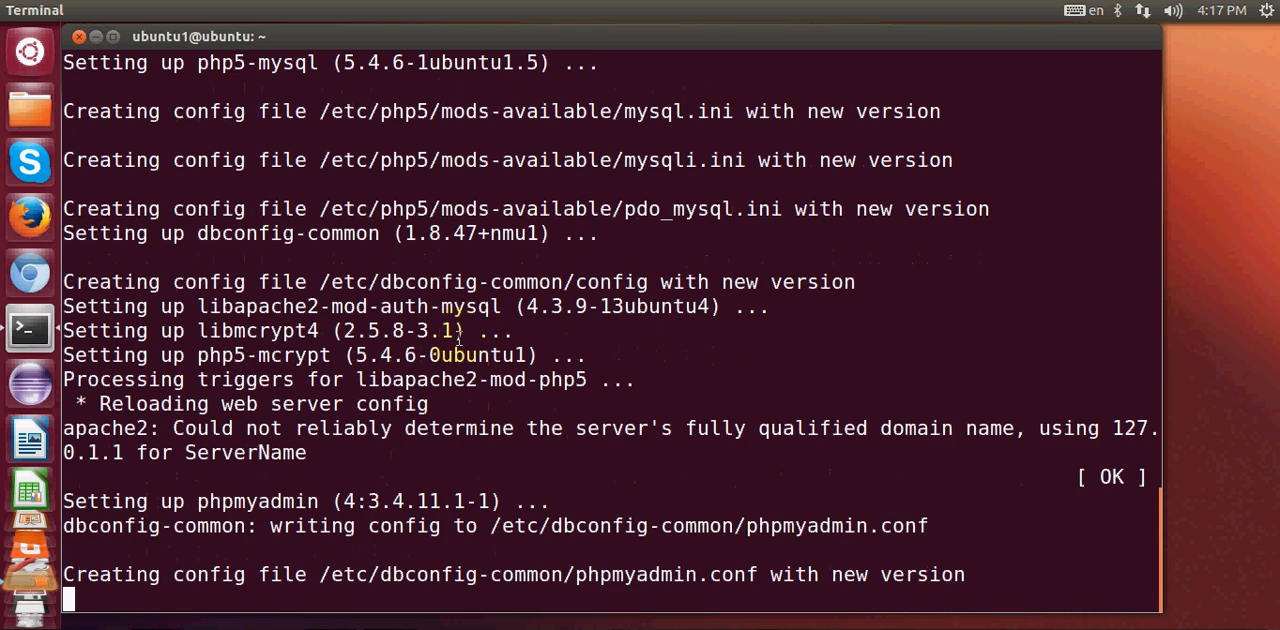 Terminal
en
4:17 PM
ubuntu1@ubuntu: ~
Setting up php5-mysql (5.4.6-1ubuntu1.5) ...
Creating config file /etc/php5/mods-available/mysql.ini with new version
Creating config file /etc/php5/mods-available/mysqli.ini with new version
Creating config file /etc/php5/mods-available/pdo_mysql.ini with new version
Setting up dbconfig-common (1.8.47+nmu1) ...
Creating config file /etc/dbconfig-common/config with new version
Setting up libapache2-mod-auth-mysql (4.3.9-13ubuntu4) ...
Setting up libmcrypt4 (2.5.8-3.1) ...
Setting up php5-mcrypt (5.4.6-0ubuntu1) ...
Processing triggers for libapache2-mod-php5 ...
* Reloading web server config
apache2: Could not reliably determine the server's fully qualified domain name, using 127.
0.1.1 for ServerName
[ OK ]
Setting up phpmyadmin (4:3.4.11.1-1) ...
dbconfig-common: writing config to /etc/dbconfig-common/phpmyadmin.conf
Creating config file /etc/dbconfig-common/phpmyadmin.conf with new version